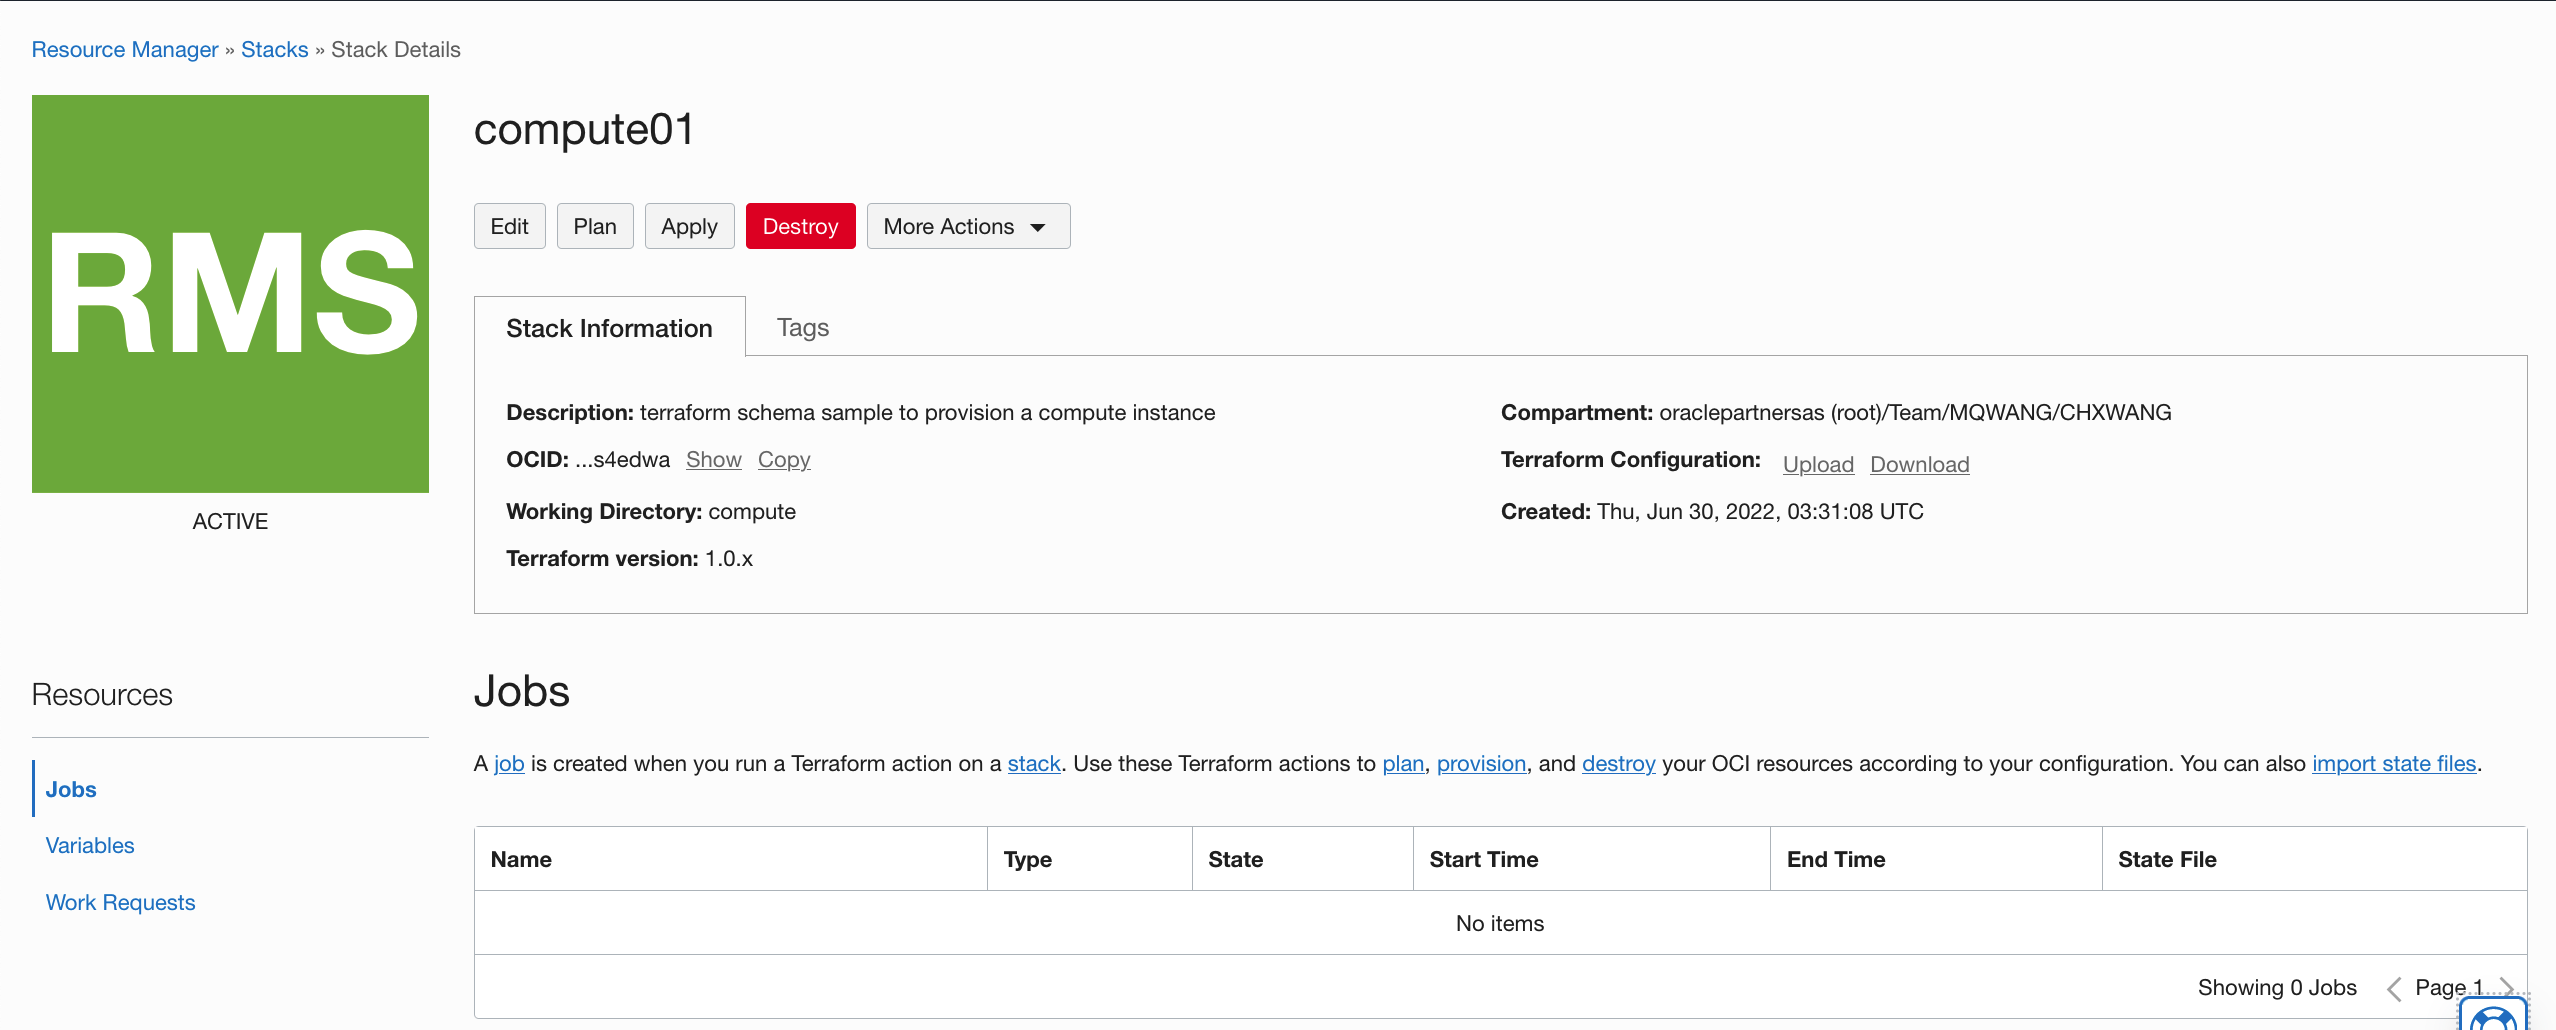 Resource Manager » Stacks » Stack Details
RMS
ACTIVE
compute01
Edit Plan Apply Destroy More Actions
Stack Information Tags
Description: terraform schema sample to provision a compute instance
OCID: ...s4edwa Show Copy
Working Directory: compute
Terraform version: 1.0.x
Compartment: oraclepartnersas (root)/Team/MQWANG/CHXWANG
Terraform Configuration: Upload Download
Created: Thu, Jun 30, 2022, 03:31:08 UTC
Resources
Jobs
Variables
Work Requests
Jobs
A job is created when you run a Terraform action on a stack. Use these Terraform actions to plan, provision, and destroy your OCI resources according to your configuration. You can also import state files.
Name Type State Start Time End Time State File
No items
Showing 0 Jobs Page 1